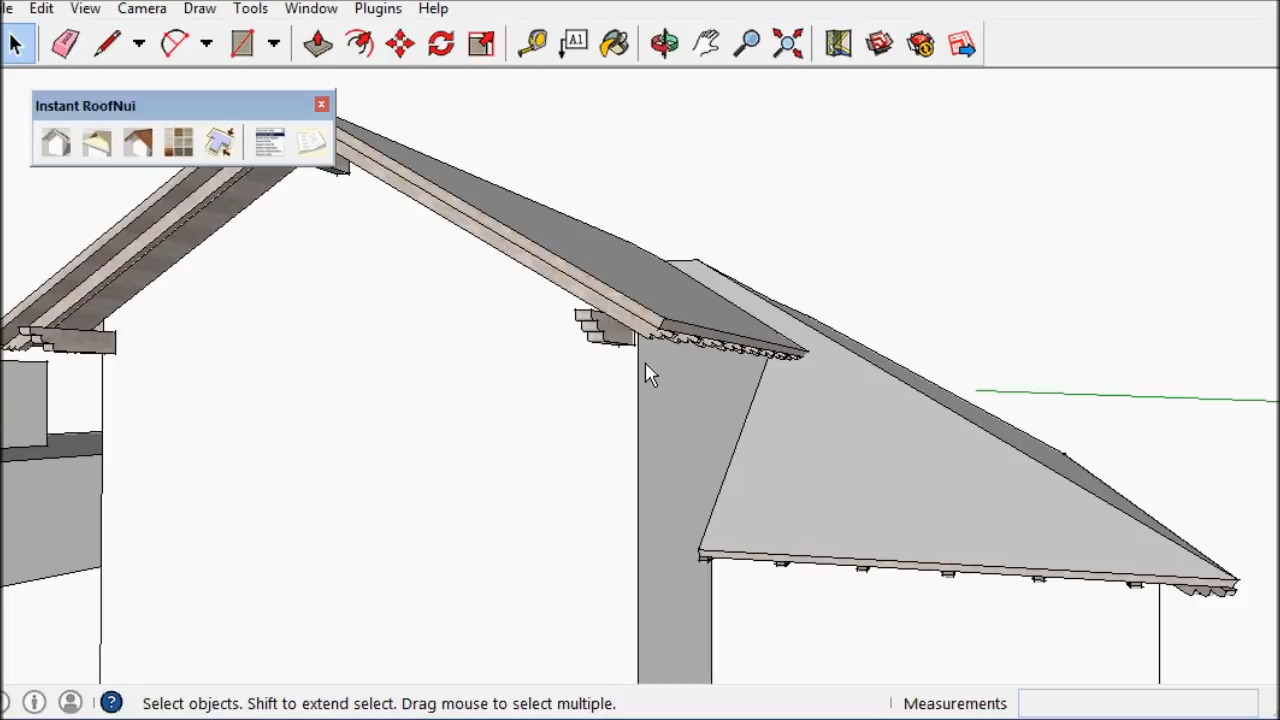 le Edit View Camera Draw Tools Window Plugins Help
A1
Instant RoofNui
Select objects. Shift to extend select. Drag mouse to select multiple.
Measurements